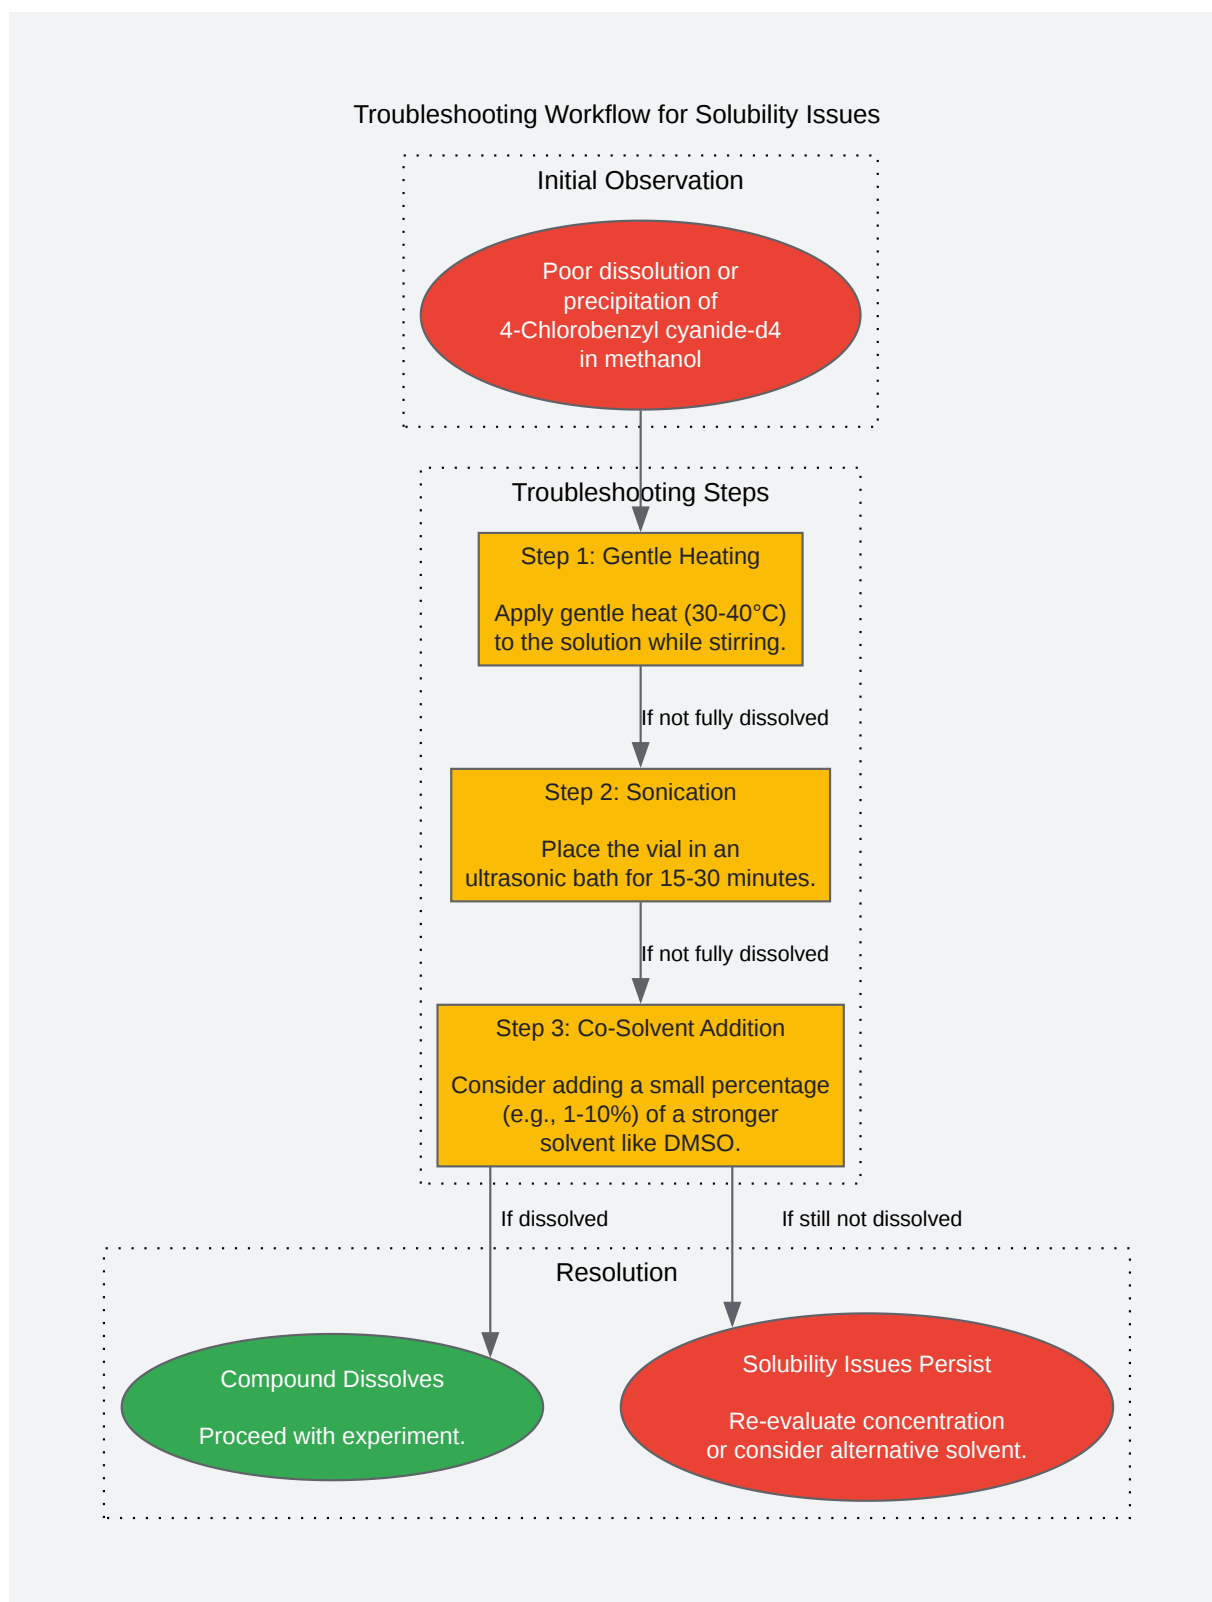 Troubleshooting Workflow for Solubility Issues
Initial Observation
Poor dissolution or
precipitation of
4-Chlorobenzyl cyanide-d4
in methanol
Troubleshooting Steps
Step 1: Gentle Heating
Apply gentle heat (30-40°C)
to the solution while stirring.
If not fully dissolved
Step 2: Sonication
Place the vial in an
ultrasonic bath for 15-30 minutes.
If not fully dissolved
Step 3: Co-Solvent Addition
Consider adding a small percentage
(e.g., 1-10%) of a stronger
solvent like DMSO.
If dissolved
If still not dissolved
Resolution
Compound Dissolves
Proceed with experiment.
Solubility Issues Persist
Re-evaluate concentration
or consider alternative solvent.